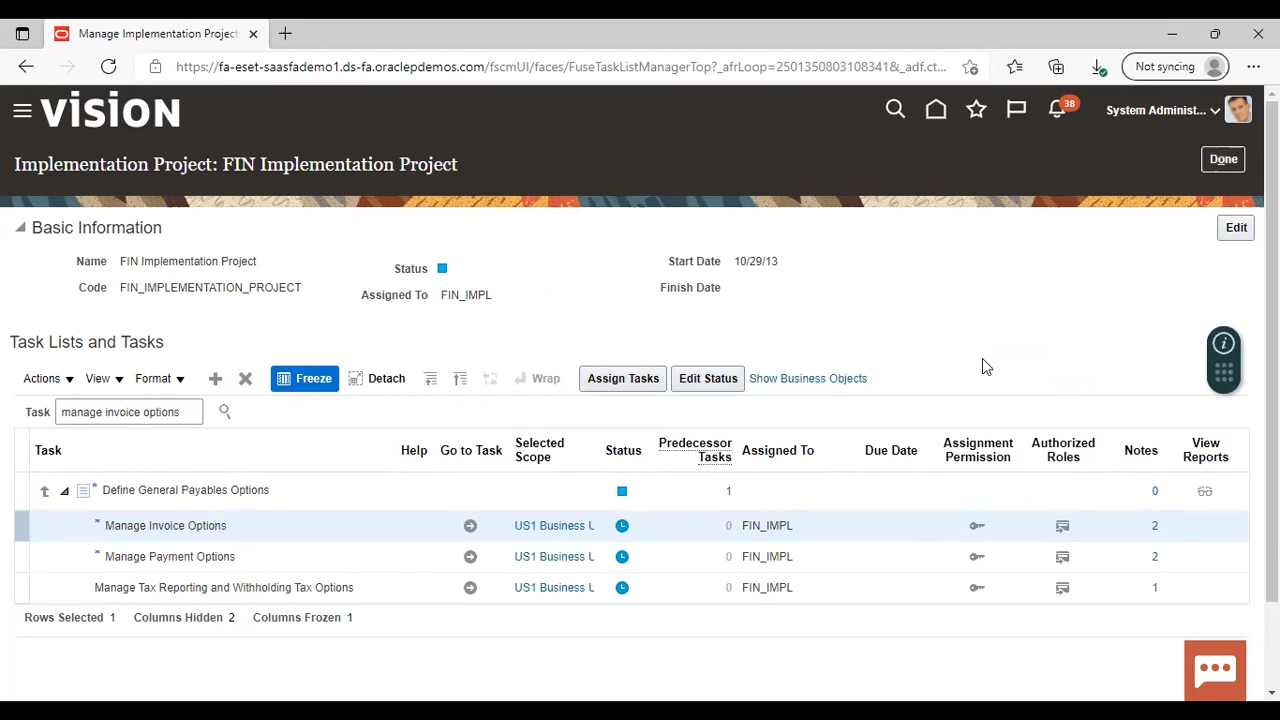 Manage Implementation Project:
https://fa-eset-saasfademo1.ds-fa.oraclepdemos.com/fscmUI/faces/FuseTaskListManagerTop?_afrLoop=2501350803108341&_adf.ct...
Not syncing
VISION
38
System Administ...
Implementation Project: FIN Implementation Project
Done
Basic Information
Edit
Name FIN Implementation Project
Status
Start Date 10/29/13
Code FIN_IMPLEMENTATION_PROJECT
Assigned To FIN_IMPL
Finish Date
Task Lists and Tasks
Actions View Format Freeze Detach Wrap Assign Tasks Edit Status Show Business Objects
Task manage invoice options
Task Help Go to Task Selected Scope Status Predecessor Tasks Assigned To Due Date Assignment Permission Authorized Roles Notes View Reports
* Define General Payables Options 1 0
* Manage Invoice Options US1 Business U 0 FIN_IMPL 2
* Manage Payment Options US1 Business U 0 FIN_IMPL 2
Manage Tax Reporting and Withholding Tax Options US1 Business U 0 FIN_IMPL 1
Rows Selected 1 Columns Hidden 2 Columns Frozen 1